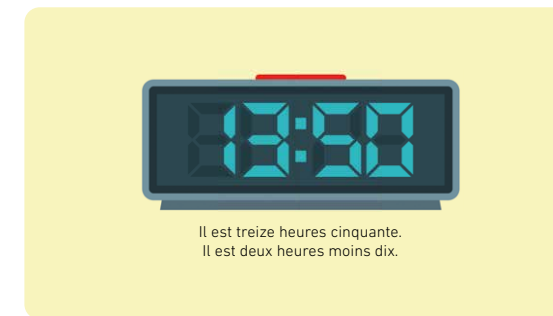 13:50
Il est treize heures cinquante.
Il est deux heures moins dix.